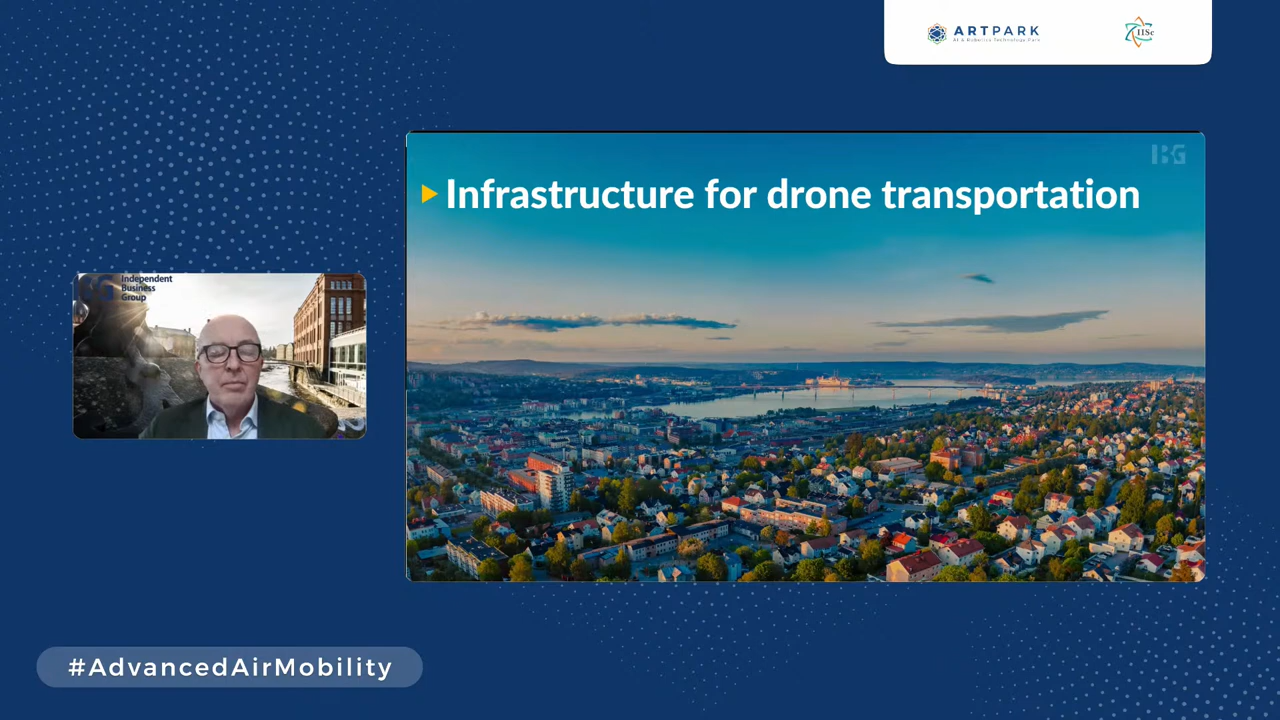 ARTPARK
AI & Robotics Technology Park
IISc
IBG
Infrastructure for drone transportation
Independent
Business
Group
#AdvancedAirMobility